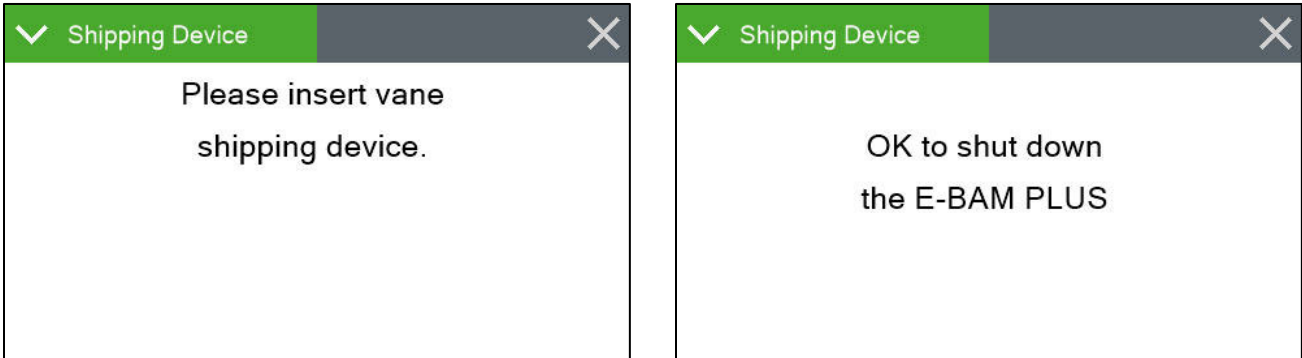 Shipping Device
Please insert vane
shipping device.
Shipping Device
OK to shut down
the E-BAM PLUS